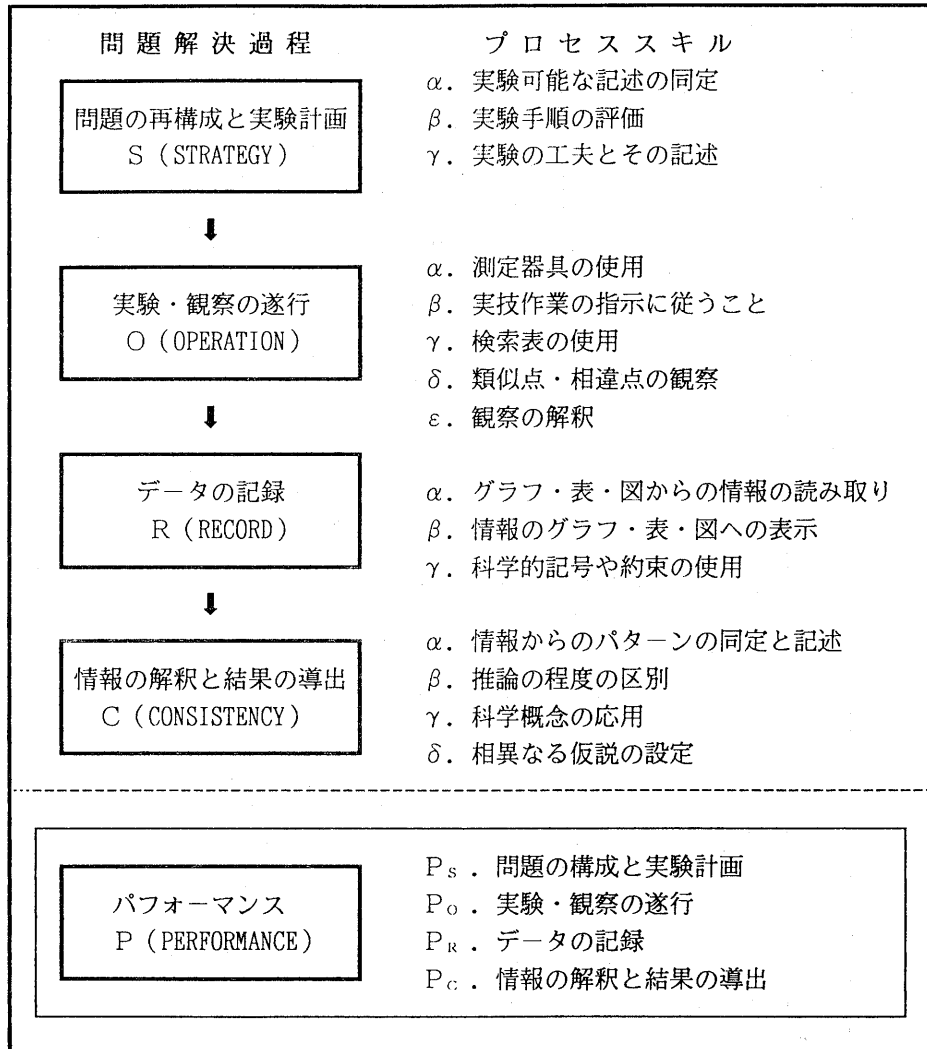 問題解決過程 プロセススキル
問題の再構成と実験計画
S (STRATEGY)
α. 実験可能な記述の同定
β. 実験手順の評価
γ. 実験の工夫とその記述
実験・観察の遂行
O (OPERATION)
α. 測定器具の使用
β. 実技作業の指示に従うこと
γ. 検索表の使用
δ. 類似点・相違点の観察
ε. 観察の解釈
データの記録
R (RECORD)
α. グラフ・表・図からの情報の読み取り
β. 情報のグラフ・表・図への表示
γ. 科学的記号や約束の使用
情報の解釈と結果の導出
C (CONSISTENCY)
α. 情報からのパターンの同定と記述
β. 推論の程度の区別
γ. 科学概念の応用
δ. 相異なる仮説の設定
パフォーマンス
P (PERFORMANCE)
Ps. 問題の構成と実験計画
Po. 実験・観察の遂行
PR. データの記録
Pc. 情報の解釈と結果の導出